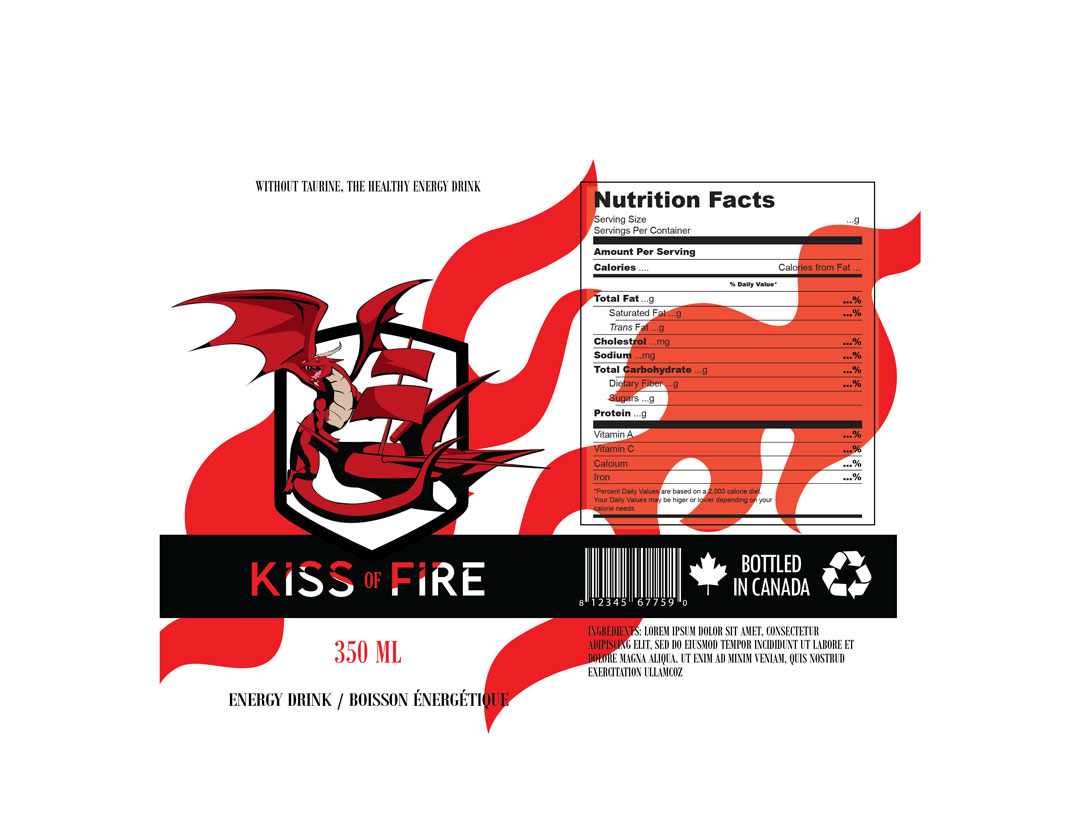 WITHOUT TAURINE, THE HEALTHY ENERGY DRINK
KiSS OF FiRE
350 ML
ENERGY DRINK / BOISSON ÉNERGÉTIQUE
Nutrition Facts
Serving Size ...g
Servings Per Container
Amount Per Serving
Calories .... Calories from Fat ...
% Daily Value*
Total Fat ...g ...%
Saturated Fat ...g ...%
Trans Fat ...g
Cholestrol ...mg ...%
Sodium ...mg ...%
Total Carbohydrate ...g ...%
Dietary Fiber ...g ...%
Sugars ...g
Protein ...g
Vitamin A ...%
Vitamin C ...%
Calcium ...%
Iron ...%
*Percent Daily Values are based on a 2,000 calorie diet.
Your Daily Values may be higer or lower depending on your
calorie needs.
8 12345 67759 0
BOTTLED
IN CANADA
INGREDIENTS: LOREM IPSUM DOLOR SIT AMET, CONSECTETUR
ADIPISCING ELIT, SED DO EIUSMOD TEMPOR INCIDIDUNT UT LABORE ET
DOLORE MAGNA ALIQUA. UT ENIM AD MINIM VENIAM, QUIS NOSTRUD
EXERCITATION ULLAMCOZ